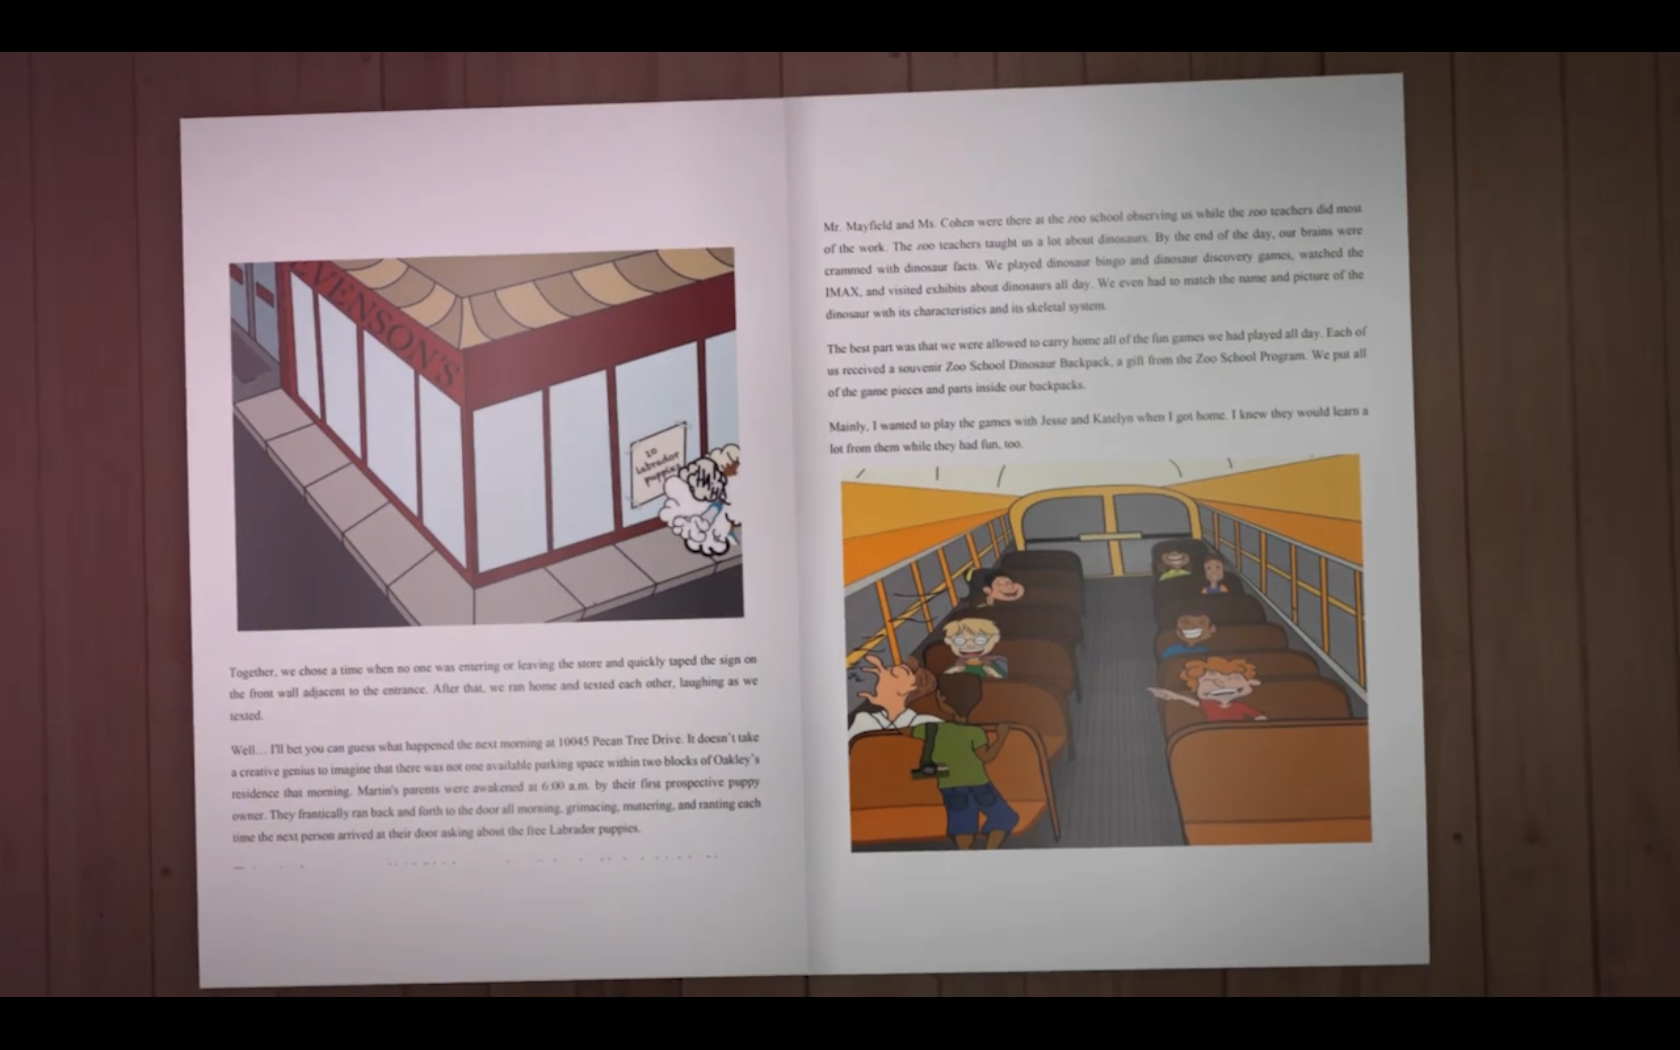 VENSON'S
10
Labrador
puppies
Together, we chose a time when no one was entering or leaving the store and quickly taped the sign on
the front wall adjacent to the entrance. After that, we ran home and texted each other, laughing as we
texted.
Well… I'll bet you can guess what happened the next morning at 10045 Pecan Tree Drive. It doesn't take
a creative genius to imagine that there was not one available parking space within two blocks of Oakley's
residence that morning. Martin's parents were awakened at 6:00 a.m. by their first prospective puppy
owner. They frantically ran back and forth to the door all morning, grimacing, muttering, and ranting each
time the next person arrived at their door asking about the free Labrador puppies.
Mr. Mayfield and Ms. Cohen were there at the zoo school observing us while the zoo teachers did most
of the work. The zoo teachers taught us a lot about dinosaurs. By the end of the day, our brains were
crammed with dinosaur facts. We played dinosaur bingo and dinosaur discovery games, watched the
IMAX, and visited exhibits about dinosaurs all day. We even had to match the name and picture of the
dinosaur with its characteristics and its skeletal system.
The best part was that we were allowed to carry home all of the fun games we had played all day. Each of
us received a souvenir Zoo School Dinosaur Backpack, a gift from the Zoo School Program. We put all
of the game pieces and parts inside our backpacks.
Mainly, I wanted to play the games with Jesse and Katelyn when I got home. I knew they would learn a
lot from them while they had fun, too.